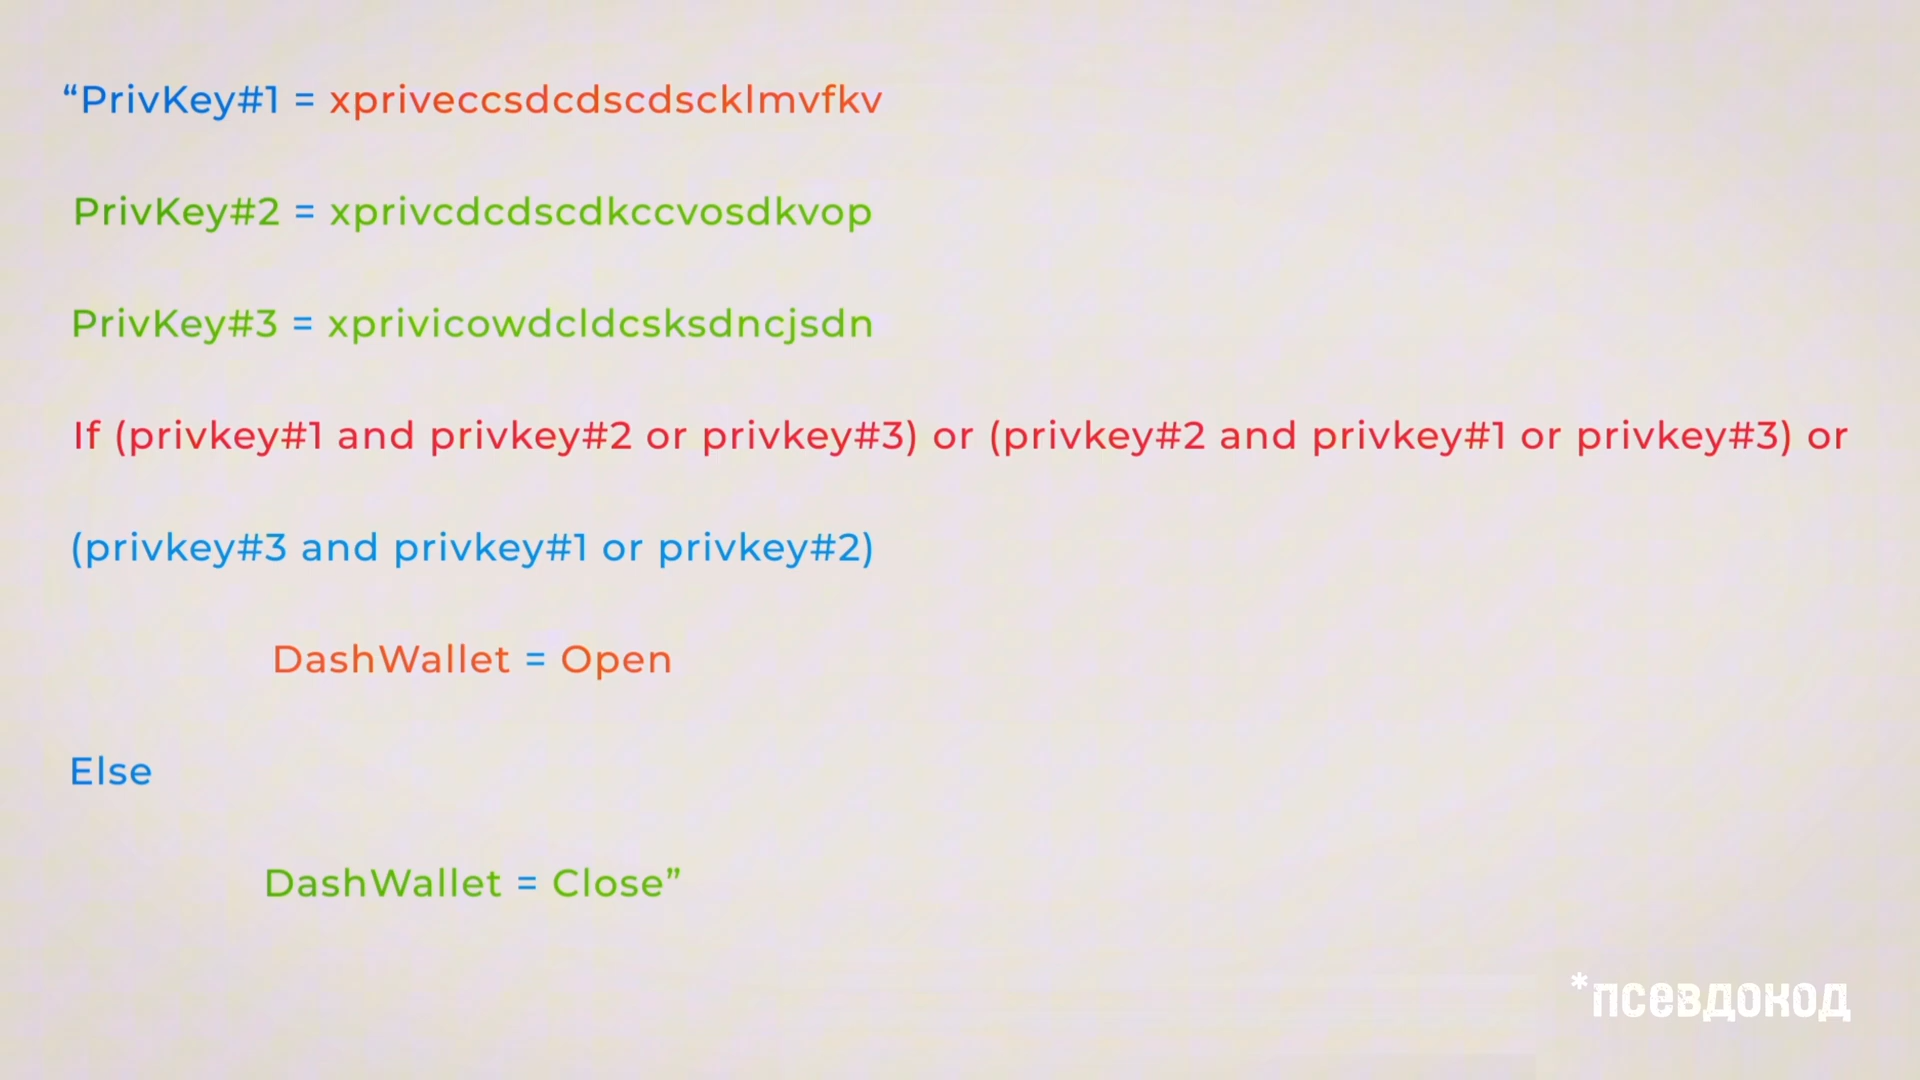 “PrivKey#1 = xpriveccsdcdscdscklmvfkv
PrivKey#2 = xprivcdcdscdkccvosdkvop
PrivKey#3 = xprivicowdcldcsksdncjsdn
If (privkey#1 and privkey#2 or privkey#3) or (privkey#2 and privkey#1 or privkey#3) or
(privkey#3 and privkey#1 or privkey#2)
DashWallet = Open
Else
DashWallet = Close”
*псевдокод